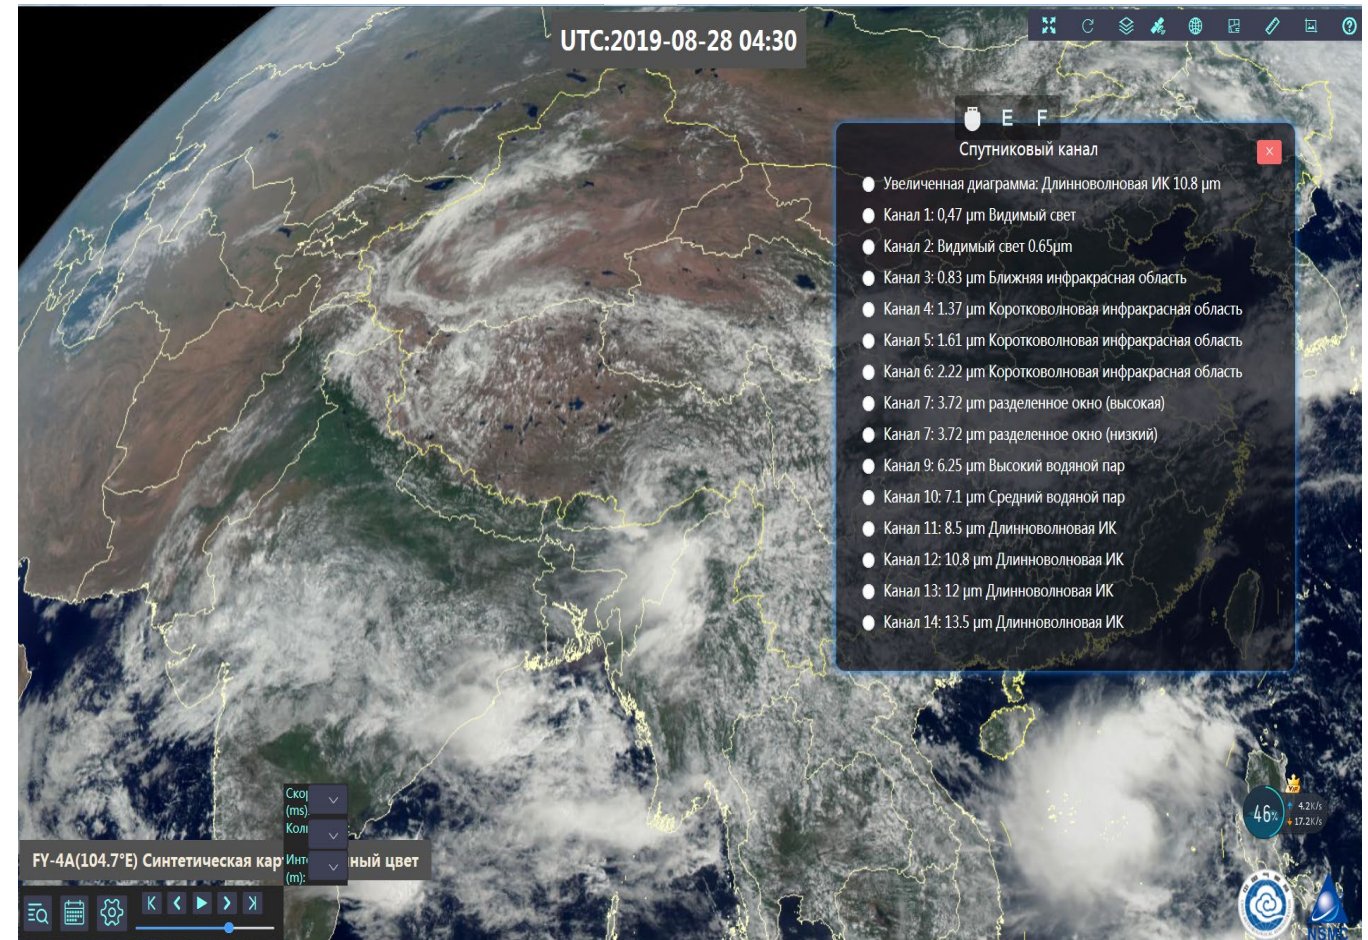 UTC:2019-08-28 04:30
E F
Спутниковый канал
Увеличенная диаграмма: Длинноволновая ИК 10.8 μm
Канал 1: 0,47 μm Видимый свет
Канал 2: Видимый свет 0.65μm
Канал 3: 0.83 μm Ближняя инфракрасная область
Канал 4: 1.37 μm Коротковолновая инфракрасная область
Канал 5: 1.61 μm Коротковолновая инфракрасная область
Канал 6: 2.22 μm Коротковолновая инфракрасная область
Канал 7: 3.72 μm разделенное окно (высокая)
Канал 7: 3.72 μm разделенное окно (низкий)
Канал 9: 6.25 μm Высокий водяной пар
Канал 10: 7.1 μm Средний водяной пар
Канал 11: 8.5 μm Длинноволновая ИК
Канал 12: 10.8 μm Длинноволновая ИК
Канал 13: 12 μm Длинноволновая ИК
Канал 14: 13.5 μm Длинноволновая ИК
(ms):
46%
4.2K/s
17.2K/s
(m):
FY-4A(104.7°E) Синтетическая цвет
NSMC